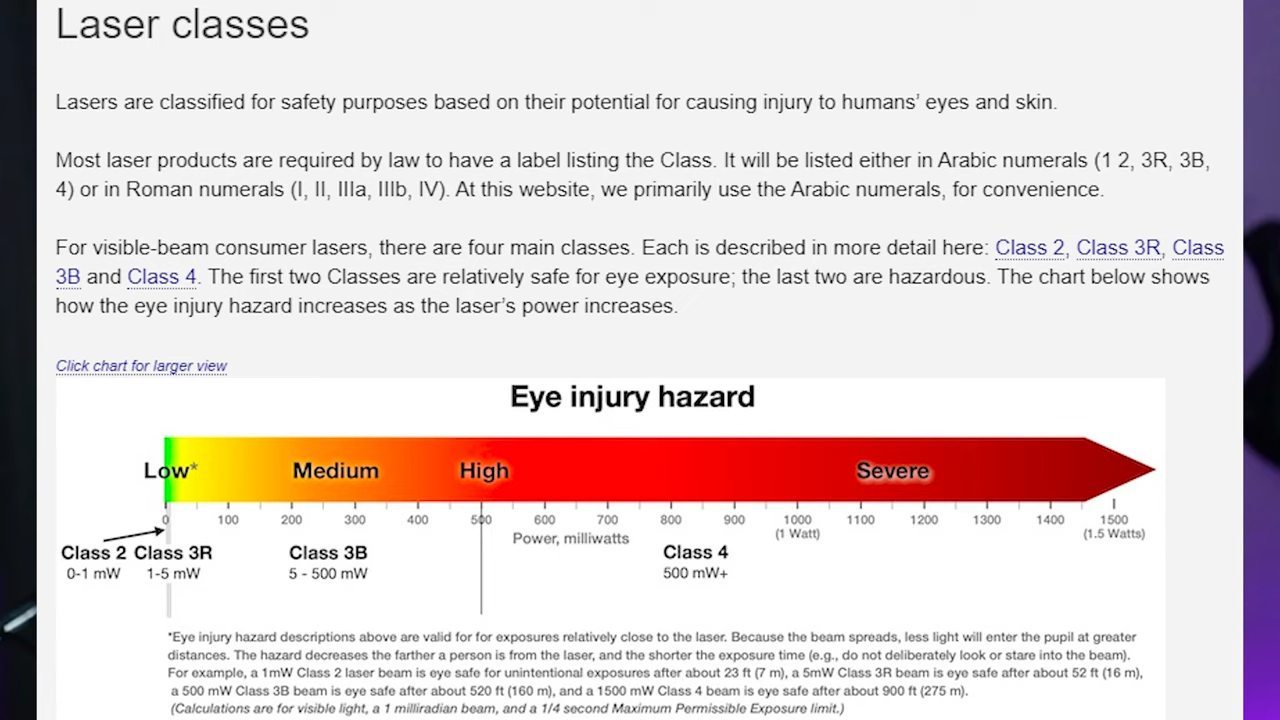 Laser classes
Lasers are classified for safety purposes based on their potential for causing injury to humans' eyes and skin.
Most laser products are required by law to have a label listing the Class. It will be listed either in Arabic numerals (1 2, 3R, 3B,
4) or in Roman numerals (I, II, IIIa, IIIb, IV). At this website, we primarily use the Arabic numerals, for convenience.
For visible-beam consumer lasers, there are four main classes. Each is described in more detail here: Class 2, Class 3R, Class
3B and Class 4. The first two Classes are relatively safe for eye exposure; the last two are hazardous. The chart below shows
how the eye injury hazard increases as the laser's power increases.
Click chart for larger view
Eye injury hazard
Low* Medium High Severe
0 100 200 300 400 500 600 700 800 900 1000 1100 1200 1300 1400 1500
Power, milliwatts (1 Watt) (1.5 Watts)
Class 2 Class 3R Class 3B Class 4
0-1 mW 1-5 mW 5 - 500 mW 500 mW+
*Eye injury hazard descriptions above are valid for for exposures relatively close to the laser. Because the beam spreads, less light will enter the pupil at greater
distances. The hazard decreases the farther a person is from the laser, and the shorter the exposure time (e.g., do not deliberately look or stare into the beam).
For example, a 1mW Class 2 laser beam is eye safe for unintentional exposures after about 23 ft (7 m), a 5mW Class 3R beam is eye safe after about 52 ft (16 m),
a 500 mW Class 3B beam is eye safe after about 520 ft (160 m), and a 1500 mW Class 4 beam is eye safe after about 900 ft (275 m).
(Calculations are for visible light, a 1 milliradian beam, and a 1/4 second Maximum Permissible Exposure limit.)